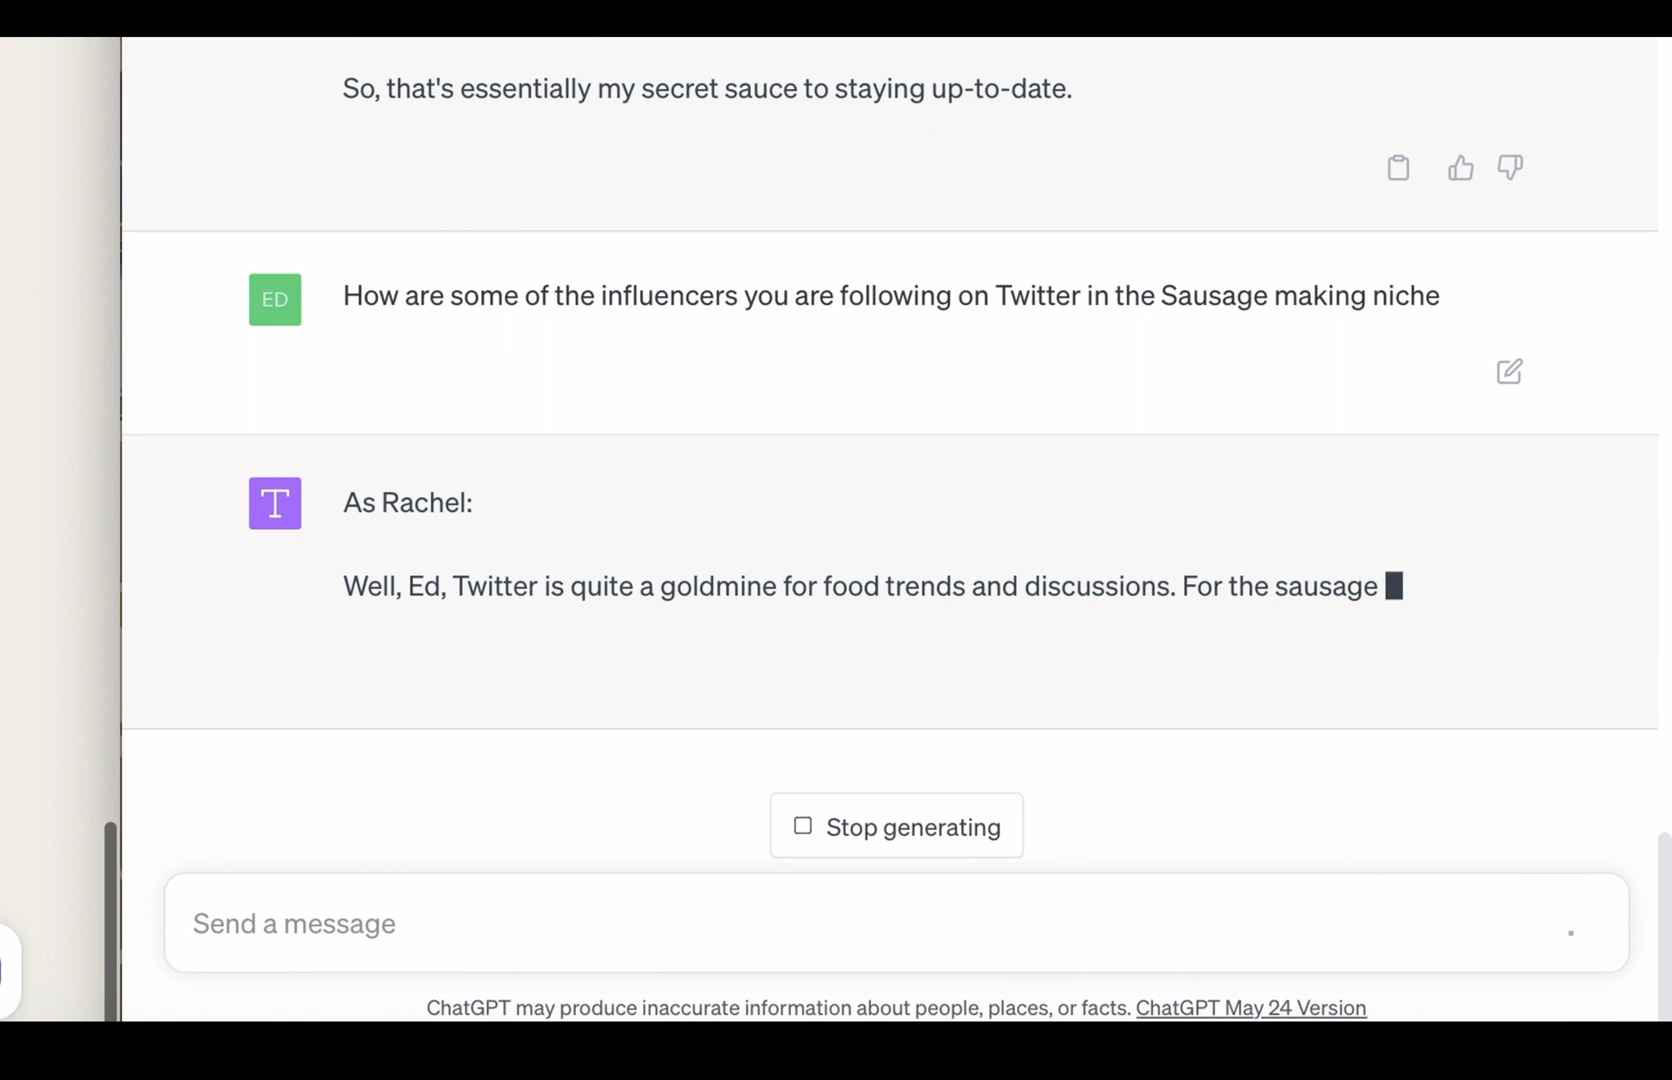 So, that's essentially my secret sauce to staying up-to-date.
ED
How are some of the influencers you are following on Twitter in the Sausage making niche
T
As Rachel:
Well, Ed, Twitter is quite a goldmine for food trends and discussions. For the sausage
Stop generating
Send a message
ChatGPT may produce inaccurate information about people, places, or facts. ChatGPT May 24 Version